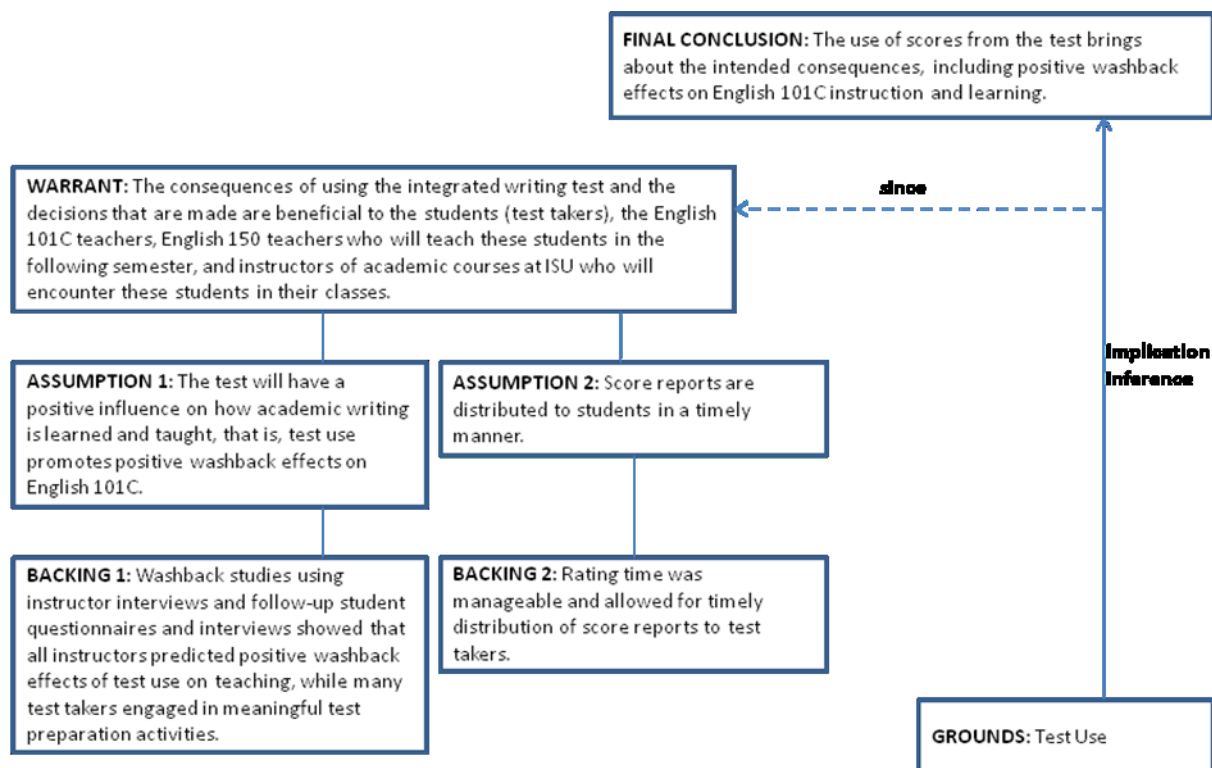 FINAL CONCLUSION: The use of scores from the test brings
about the intended consequences, including positive washback
effects on English 101C instruction and learning.
WARRANT: The consequences of using the integrated writing test and the
decisions that are made are beneficial to the students (test takers), the English
101C teachers, English 150 teachers who will teach these students in the
following semester, and instructors of academic courses at ISU who will
encounter these students in their classes.
since
Implication
Inference
ASSUMPTION 1: The test will have a
positive influence on how academic writing
is learned and taught, that is, test use
promotes positive washback effects on
English 101C.
ASSUMPTION 2: Score reports are
distributed to students in a timely
manner.
BACKING 1: Washback studies using
instructor interviews and follow-up student
questionnaires and interviews showed that
all instructors predicted positive washback
effects of test use on teaching, while many
test takers engaged in meaningful test
preparation activities.
BACKING 2: Rating time was
manageable and allowed for timely
distribution of score reports to test
takers.
GROUNDS: Test Use